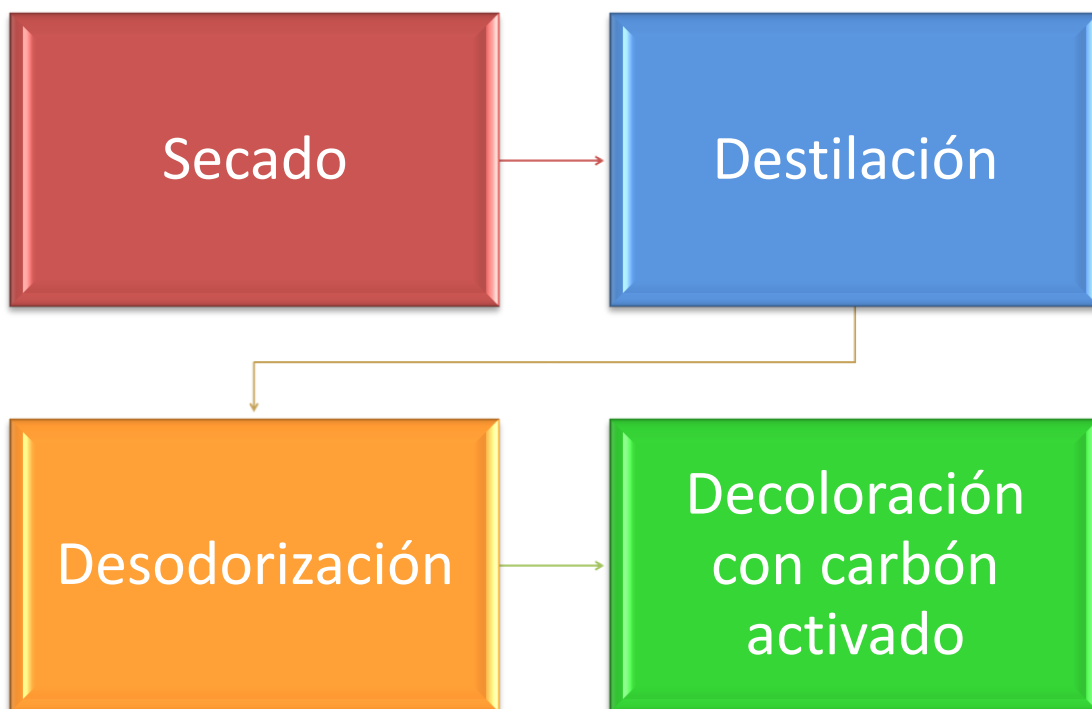 Secado
Destilación
Desodorización
Decoloración
con carbón
activado